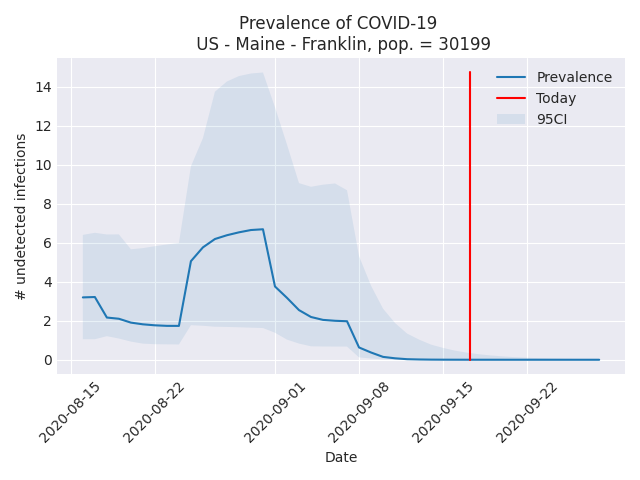 Prevalence of COVID-19
US - Maine - Franklin, pop. = 30199
Prevalence
Today
95CI
# undetected infections
14
12
10
8
6
4
2
0
2020-08-15
2020-08-22
2020-09-01
2020-09-08
2020-09-15
2020-09-22
Date